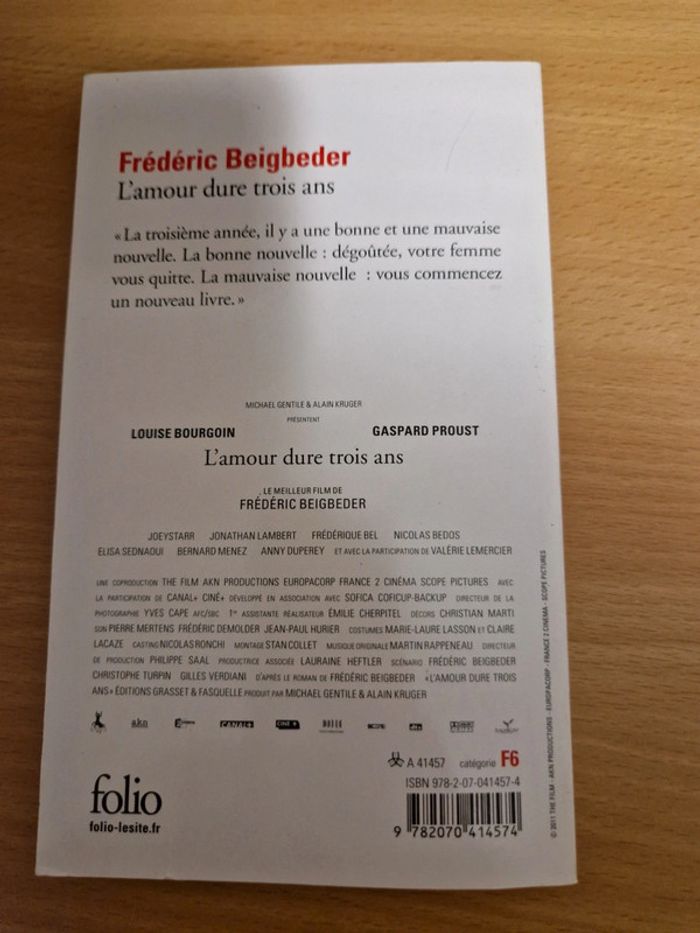 Frédéric Beigbeder
L'amour dure trois ans
« La troisième année, il y a une bonne et une mauvaise
nouvelle. La bonne nouvelle : dégoûtée, votre femme
vous quitte. La mauvaise nouvelle : vous commencez
un nouveau livre. »
MICHAEL GENTILE & ALAIN KRUGER
PRÉSENTENT
LOUISE BOURGOIN GASPARD PROUST
L'amour dure trois ans
LE MEILLEUR FILM DE
FRÉDÉRIC BEIGBEDER
JOEYSTARR JONATHAN LAMBERT FRÉDÉRIQUE BEL NICOLAS BEDOS
ELISA SEDNAOUI BERNARD MENEZ ANNY DUPEREY ET AVEC LA PARTICIPATION DE VALÉRIE LEMERCIER
UNE COPRODUCTION THE FILM AKN PRODUCTIONS EUROPACORP FRANCE 2 CINÉMA SCOPE PICTURES AVEC
LA PARTICIPATION DE CANAL+ CINÉ+ DÉVELOPPÉ EN ASSOCIATION AVEC SOFICA COFICUP-BACKUP DIRECTEUR DE LA
PHOTOGRAPHIE YVES CAPE AFC/SBC 1er ASSISTANTE RÉALISATEUR ÉMILIE CHERPITEL DÉCORS CHRISTIAN MARTI
SON PIERRE MERTENS FRÉDÉRIC DEMOLDER JEAN-PAUL HURIER COSTUMES MARIE-LAURE LASSON ET CLAIRE
LACAZE CASTING NICOLAS RONCHI MONTAGE STAN COLLET MUSIQUE ORIGINALE MARTIN RAPPENEAU DIRECTEUR
DE PRODUCTION PHILIPPE SAAL PRODUCTRICE ASSOCIÉE LAURAINE HEFTLER SCÉNARIO FRÉDÉRIC BEIGBEDER
CHRISTOPHE TURPIN GILLES VERDIANI D'APRÈS LE ROMAN DE FRÉDÉRIC BEIGBEDER «L'AMOUR DURE TROIS
ANS» ÉDITIONS GRASSET & FASQUELLE PRODUIT PAR MICHAEL GENTILE & ALAIN KRUGER
akn CANAL+ CINÉ+ dts
A 41457 catégorie F6
ISBN 978-2-07-041457-4
9 782070 414574
folio
folio-lesite.fr
© 2011 THE FILM - AKN PRODUCTIONS - EUROPACORP - FRANCE 2 CINEMA - SCOPE PICTURES